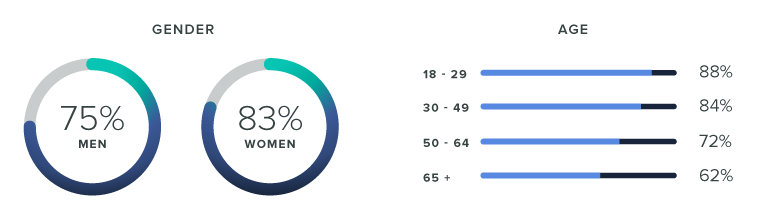 GENDER
75%
MEN
83%
WOMEN
AGE
18 - 29 88%
30 - 49 84%
50 - 64 72%
65 + 62%